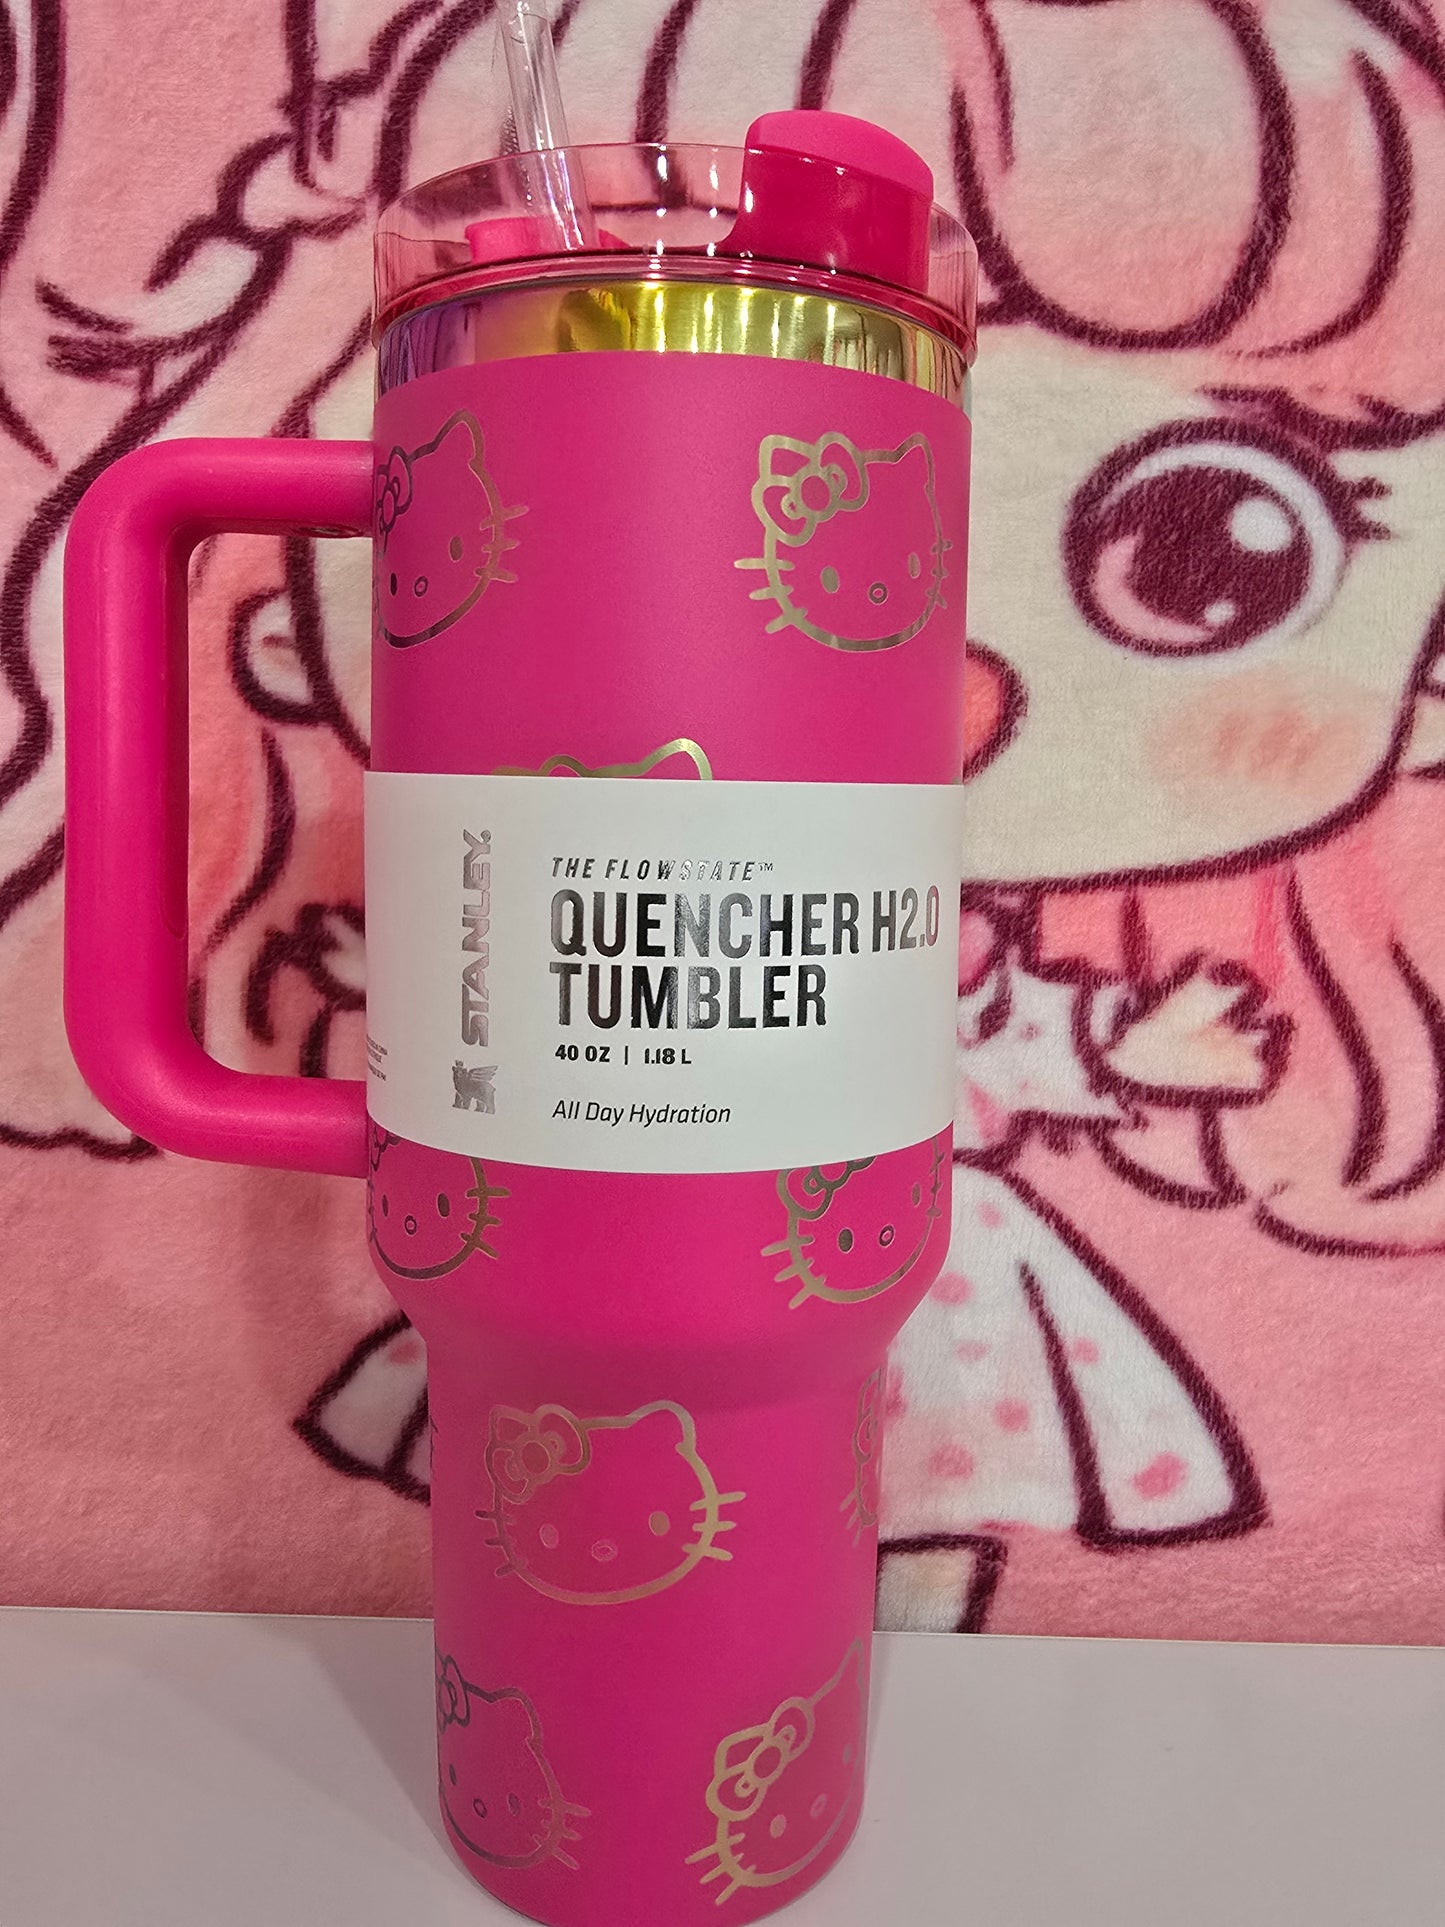 STANLEY.
THE FLOWSTATE™
QUENCHER H2.0
TUMBLER
40 OZ | 1.18 L
All Day Hydration